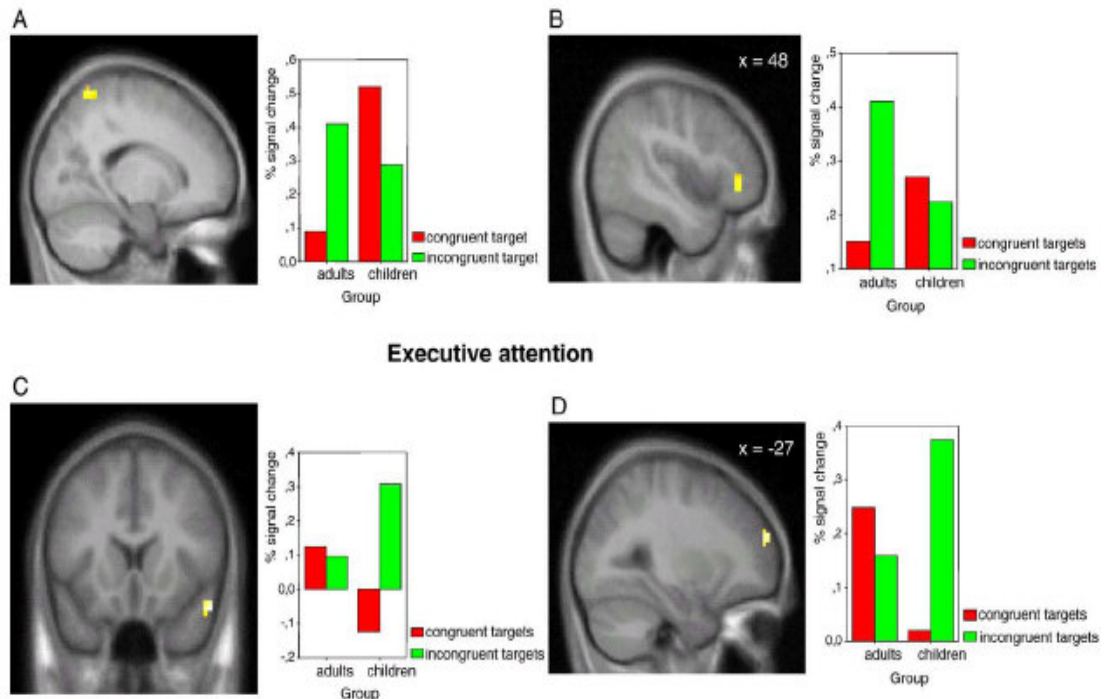 A
% signal change
,6
,5
,4
,3
,2
,1
0,0
adults children
Group
congruent target
incongruent target
B
x = 48
% signal change
,5
,4
,3
,2
,1
adults children
Group
congruent targets
incongruent targets
Executive attention
C
% signal change
,4
,3
,2
,1
0,0
-,1
-,2
adults children
Group
congruent targets
incongruent targets
D
x = -27
% signal change
,4
,3
,2
,1
0,0
adults children
Group
congruent targets
incongruent targets